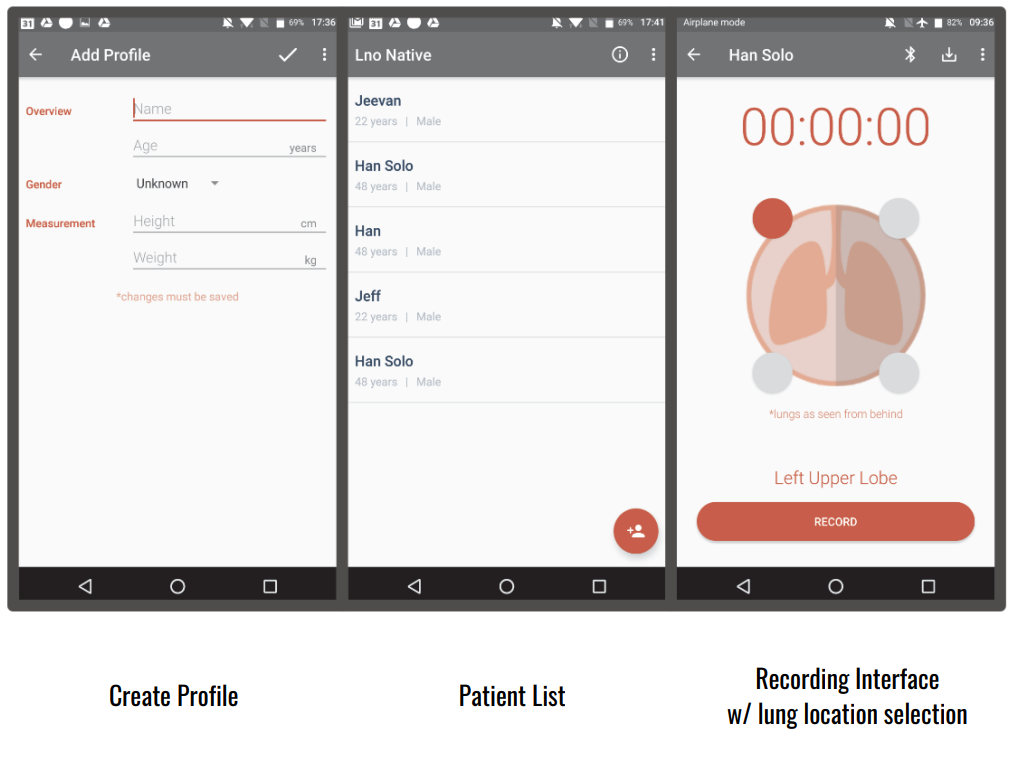 31 69% 17:36
Add Profile
Overview
Name
Age years
Gender Unknown
Measurement
Height cm
Weight kg
*changes must be saved
31 69% 17:41
Lno Native
Jeevan
22 years | Male
Han Solo
48 years | Male
Han
48 years | Male
Jeff
22 years | Male
Han Solo
48 years | Male
Airplane mode 82% 09:36
Han Solo
00:00:00
*lungs as seen from behind
Left Upper Lobe
RECORD
Create Profile
Patient List
Recording Interface
w/ lung location selection